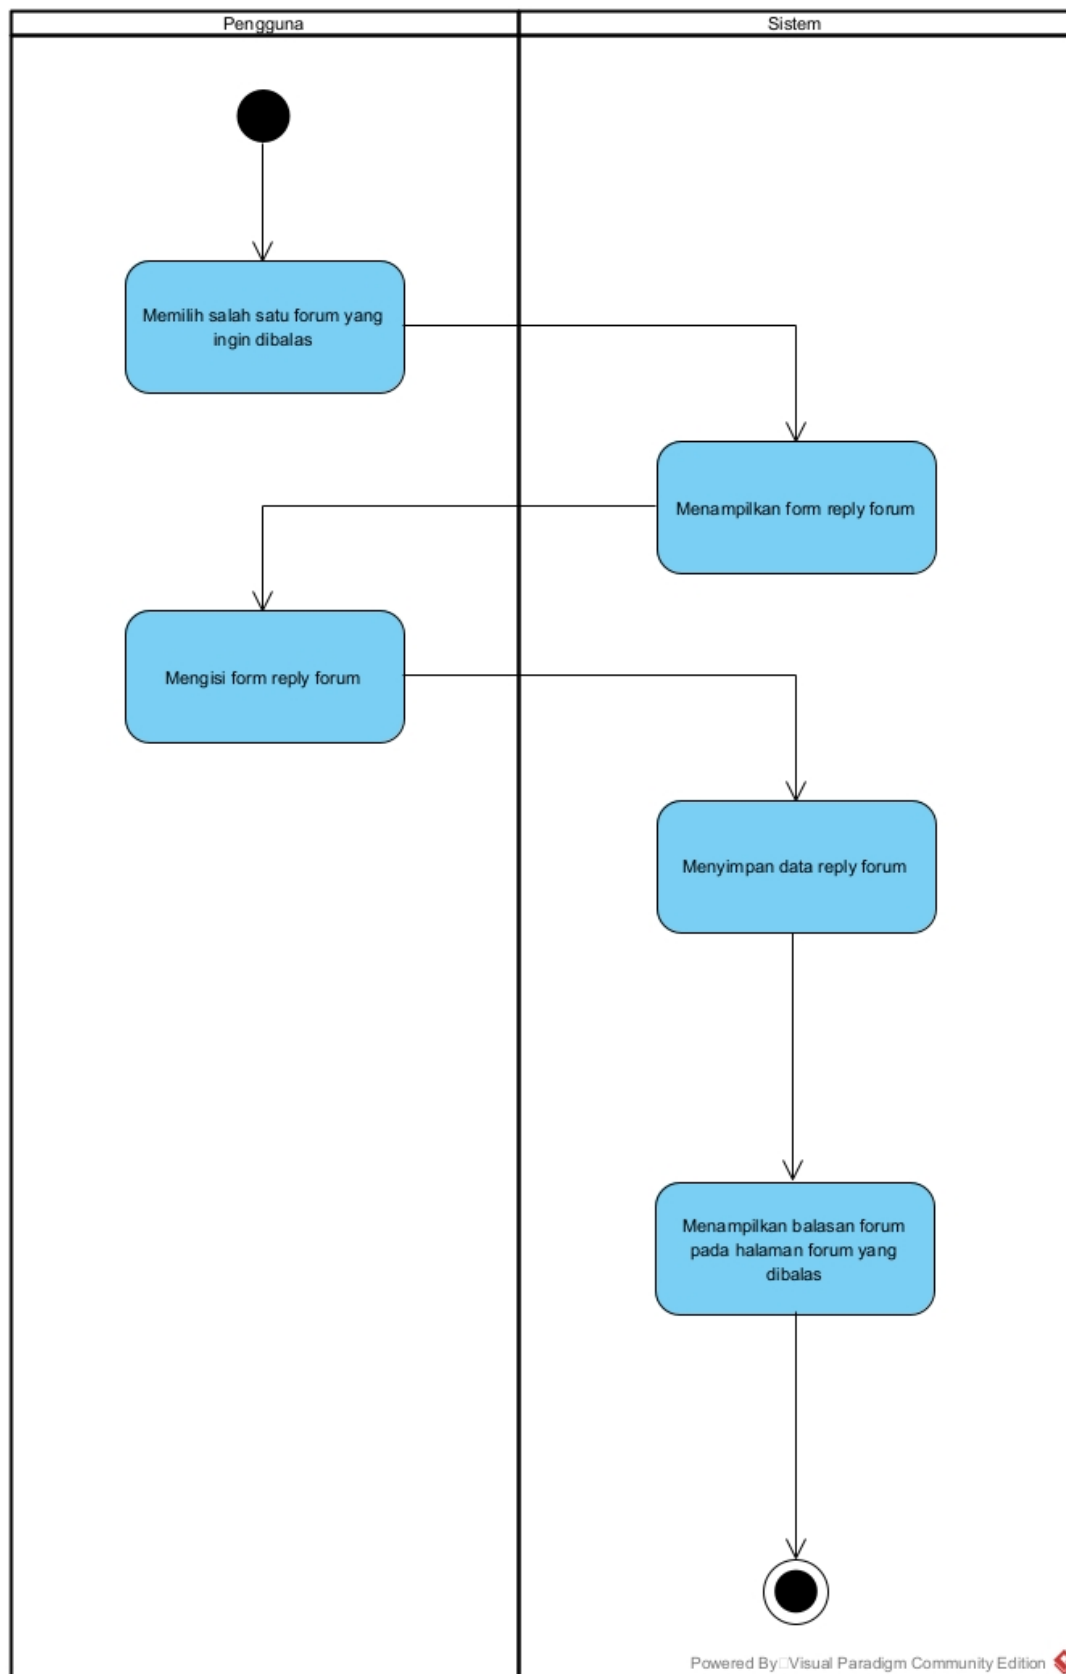 Pengguna
Sistem
Memilih salah satu forum yang
ingin dibalas
Menampilkan form reply forum
Mengisi form reply forum
Menyimpan data reply forum
Menampilkan balasan forum
pada halaman forum yang
dibalas
Powered By Visual Paradigm Community Edition